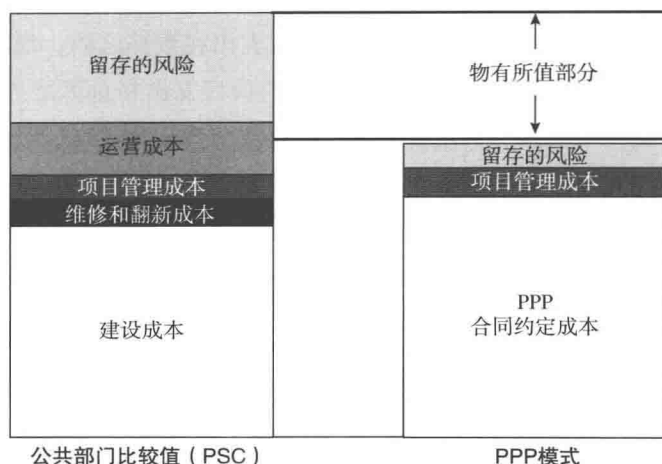 留存的风险
运营成本
项目管理成本
维修和翻新成本
建设成本
公共部门比较值（PSC）
物有所值部分
留存的风险
项目管理成本
PPP
合同约定成本
PPP模式